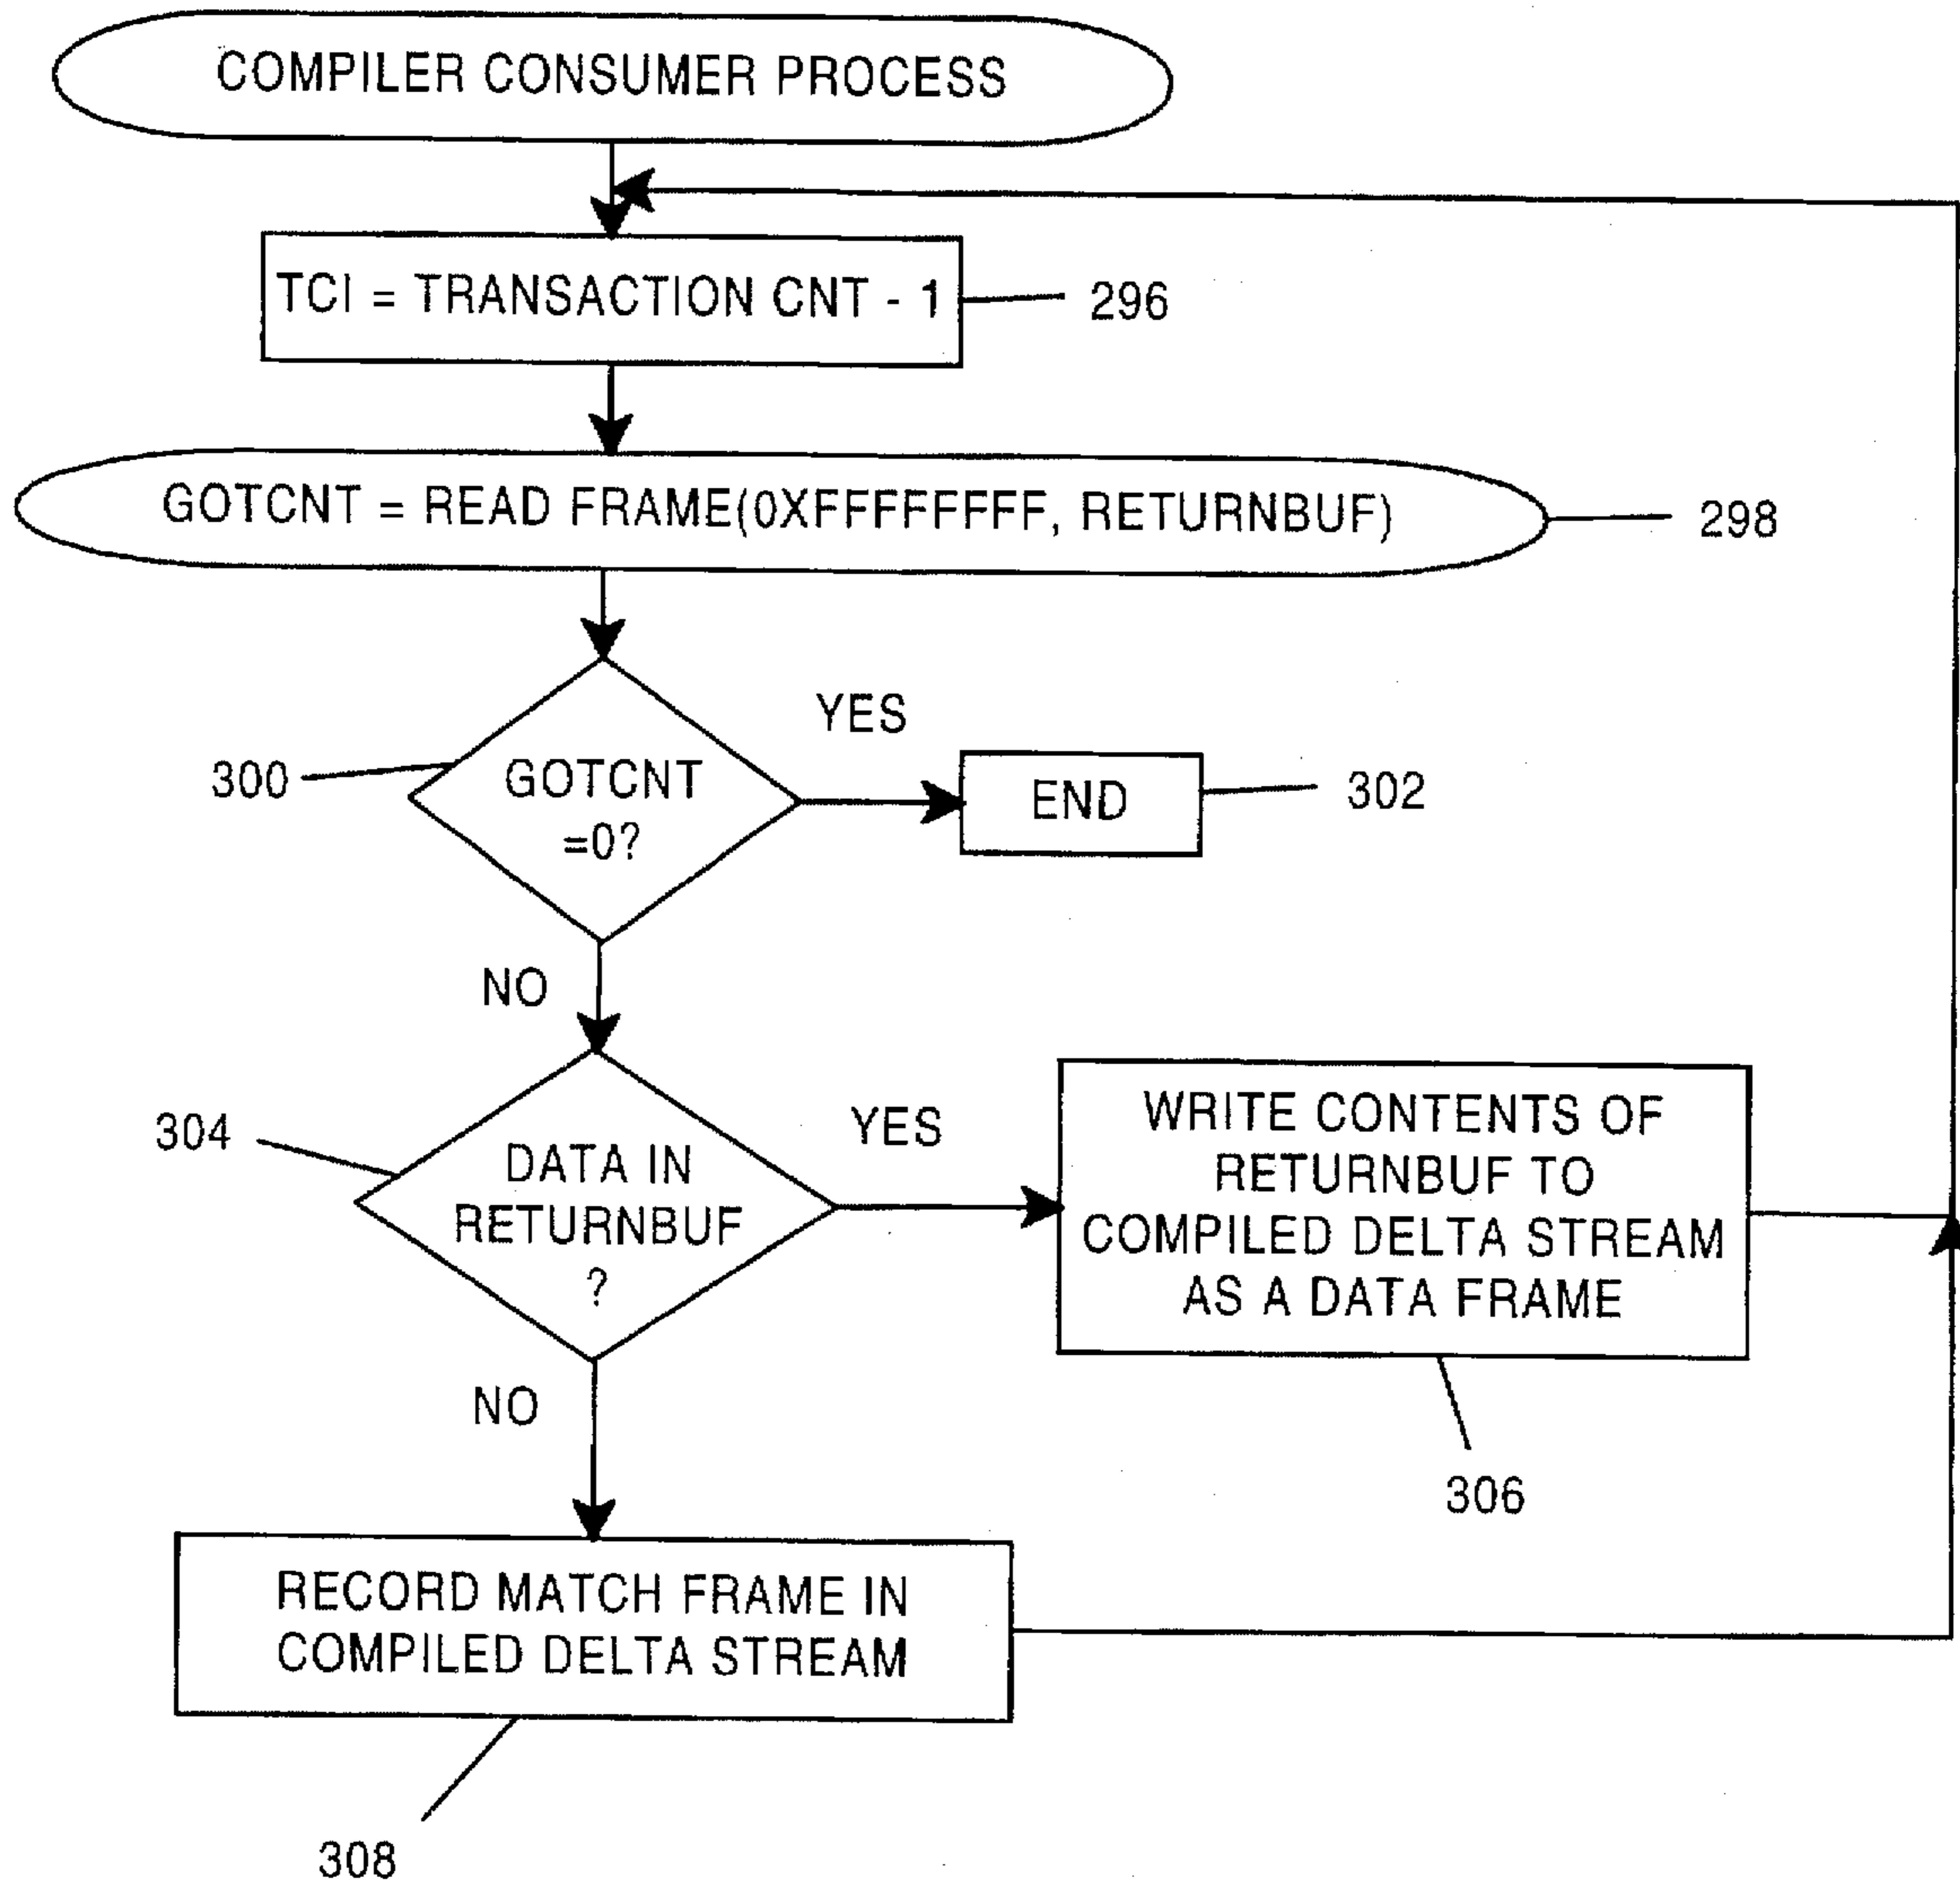 COMPILER CONSUMER PROCESS
TCI = TRANSACTION CNT - 1
296
GOTCNT = READ FRAME(0XFFFFFFFF, RETURNBUF)
298
YES
300
GOTCNT
=0?
END
302
NO
304
YES
DATA IN
RETURNBUF
?
WRITE CONTENTS OF
RETURNBUF TO
COMPILED DELTA STREAM
AS A DATA FRAME
NO
306
RECORD MATCH FRAME IN
COMPILED DELTA STREAM
308